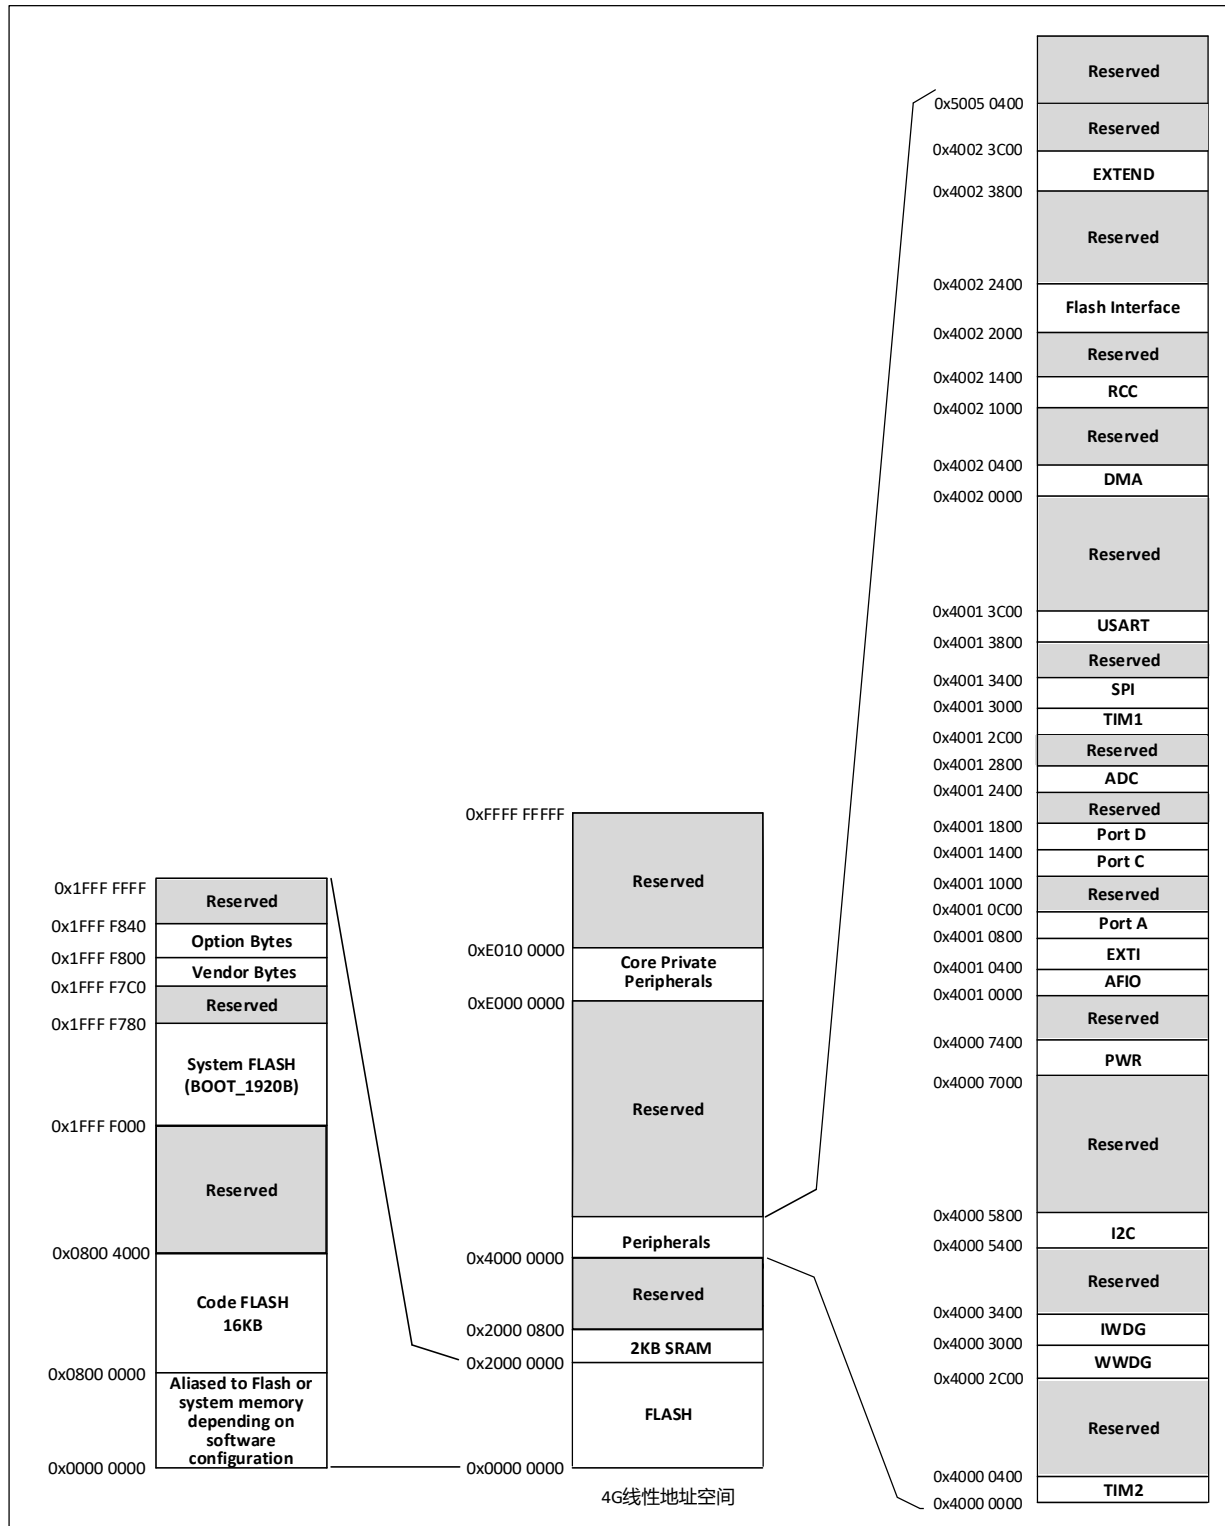 Reserved
0x5005 0400
Reserved
0x4002 3C00
EXTEND
0x4002 3800
Reserved
0x4002 2400
Flash Interface
0x4002 2000
Reserved
0x4002 1400
RCC
0x4002 1000
Reserved
0x4002 0400
DMA
0x4002 0000
Reserved
0x4001 3C00
USART
0x4001 3800
Reserved
0x4001 3400
SPI
0x4001 3000
TIM1
0x4001 2C00
Reserved
0x4001 2800
ADC
0x4001 2400
Reserved
0x4001 1800
Port D
0x4001 1400
Port C
0x4001 1000
Reserved
0x4001 0C00
Port A
0x4001 0800
EXTI
0x4001 0400
AFIO
0x4001 0000
Reserved
0x4000 7400
PWR
0x4000 7000
Reserved
0x4000 5800
I2C
0x4000 5400
Reserved
0x4000 3400
IWDG
0x4000 3000
WWDG
0x4000 2C00
Reserved
0x4000 0400
TIM2
0x4000 0000
0xFFFF FFFFF
Reserved
0xE010 0000
Core Private
Peripherals
0xE000 0000
Reserved
Peripherals
0x4000 0000
Reserved
0x2000 0800
2KB SRAM
0x2000 0000
FLASH
0x0000 0000
4G线性地址空间
0x1FFF FFFF
Reserved
0x1FFF F840
Option Bytes
0x1FFF F800
Vendor Bytes
0x1FFF F7C0
Reserved
0x1FFF F780
System FLASH
(BOOT_1920B)
0x1FFF F000
Reserved
0x0800 4000
Code FLASH
16KB
0x0800 0000
Aliased to Flash or
system memory
depending on
software
configuration
0x0000 0000